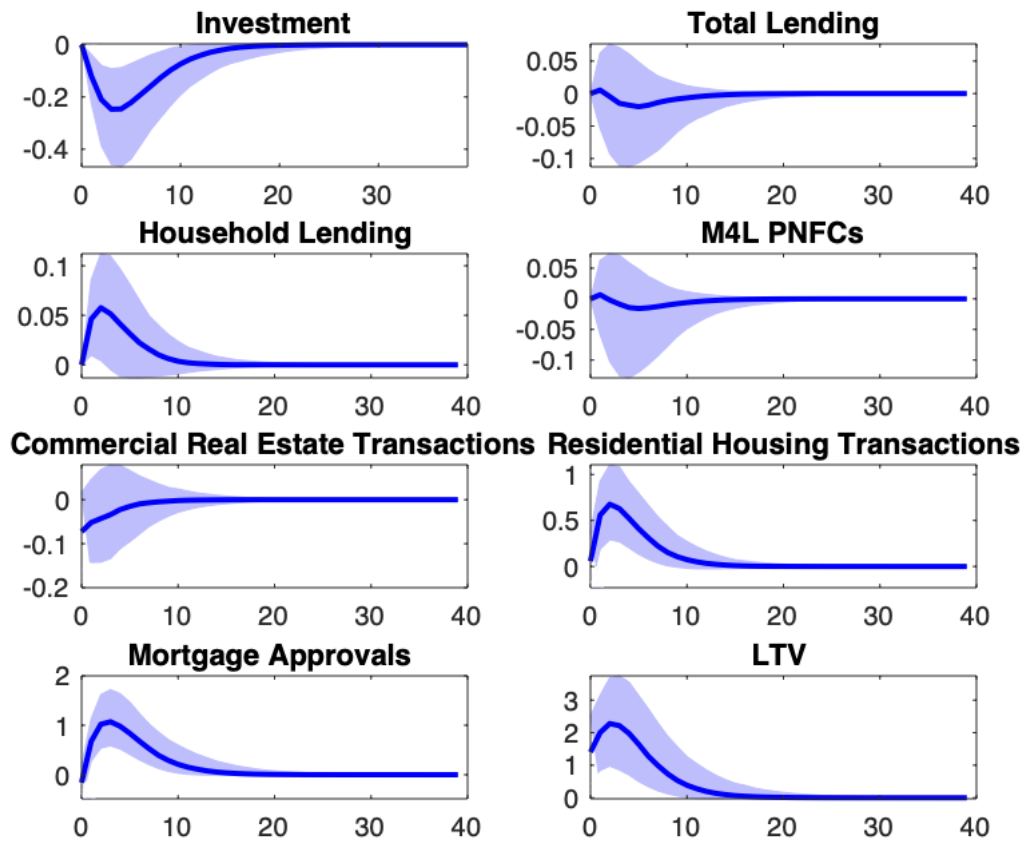 Investment
Total Lending
0
-0.2
-0.4
0.05
0
-0.05
-0.1
0 10 20 30
0 10 20 30 40
Household Lending
M4L PNFCs
0.1
0.05
0
0.05
0
-0.05
-0.1
0 10 20 30 40
0 10 20 30 40
Commercial Real Estate Transactions
Residential Housing Transactions
0
-0.1
-0.2
1
0.5
0
0 10 20 30 40
0 10 20 30 40
Mortgage Approvals
LTV
2
1
0
3
2
1
0
0 10 20 30 40
0 10 20 30 40